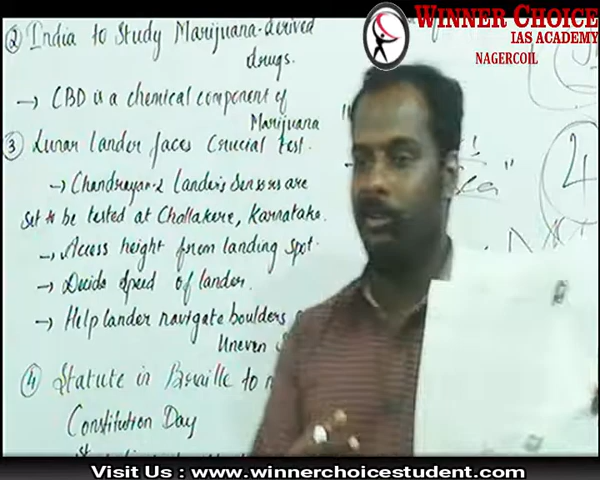 WINNER CHOICE
IAS ACADEMY
NAGERCOIL
② India to Study Marijuana-derived
drugs.
→ CBD is a chemical component of
Marijuana
③ Lunar lander faces Crucial test.
→ Chandrayan-2 Lander's Sensors are
set to be tested at Challakere, Karnataka.
→ Access height from landing spot.
→ Decide Speed of lander.
→ Help lander navigate boulders
Uneven
④ Statute in Braille to
Constitution Day
Visit Us : www.winnerchoicestudent.com